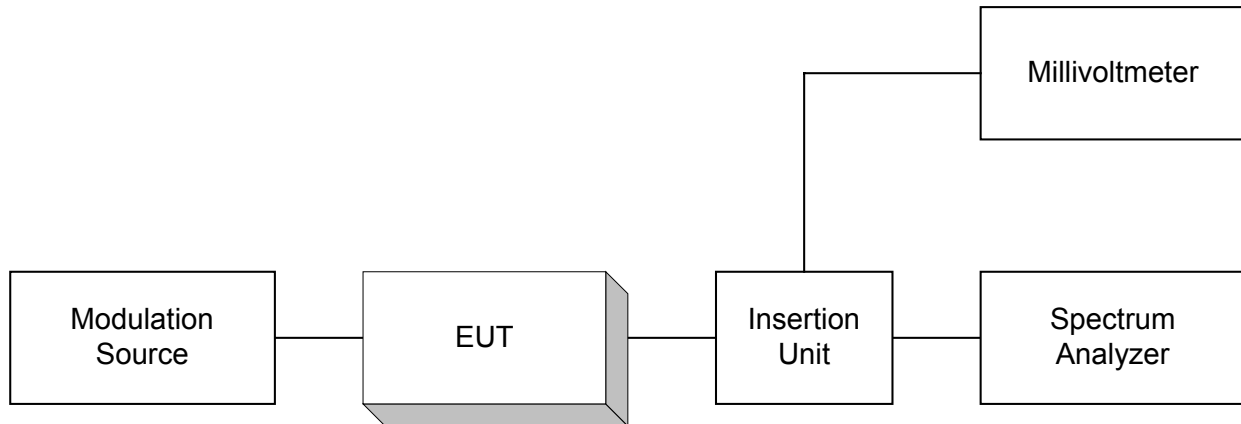 Millivoltmeter
Modulation
Source
EUT
Insertion
Unit
Spectrum
Analyzer